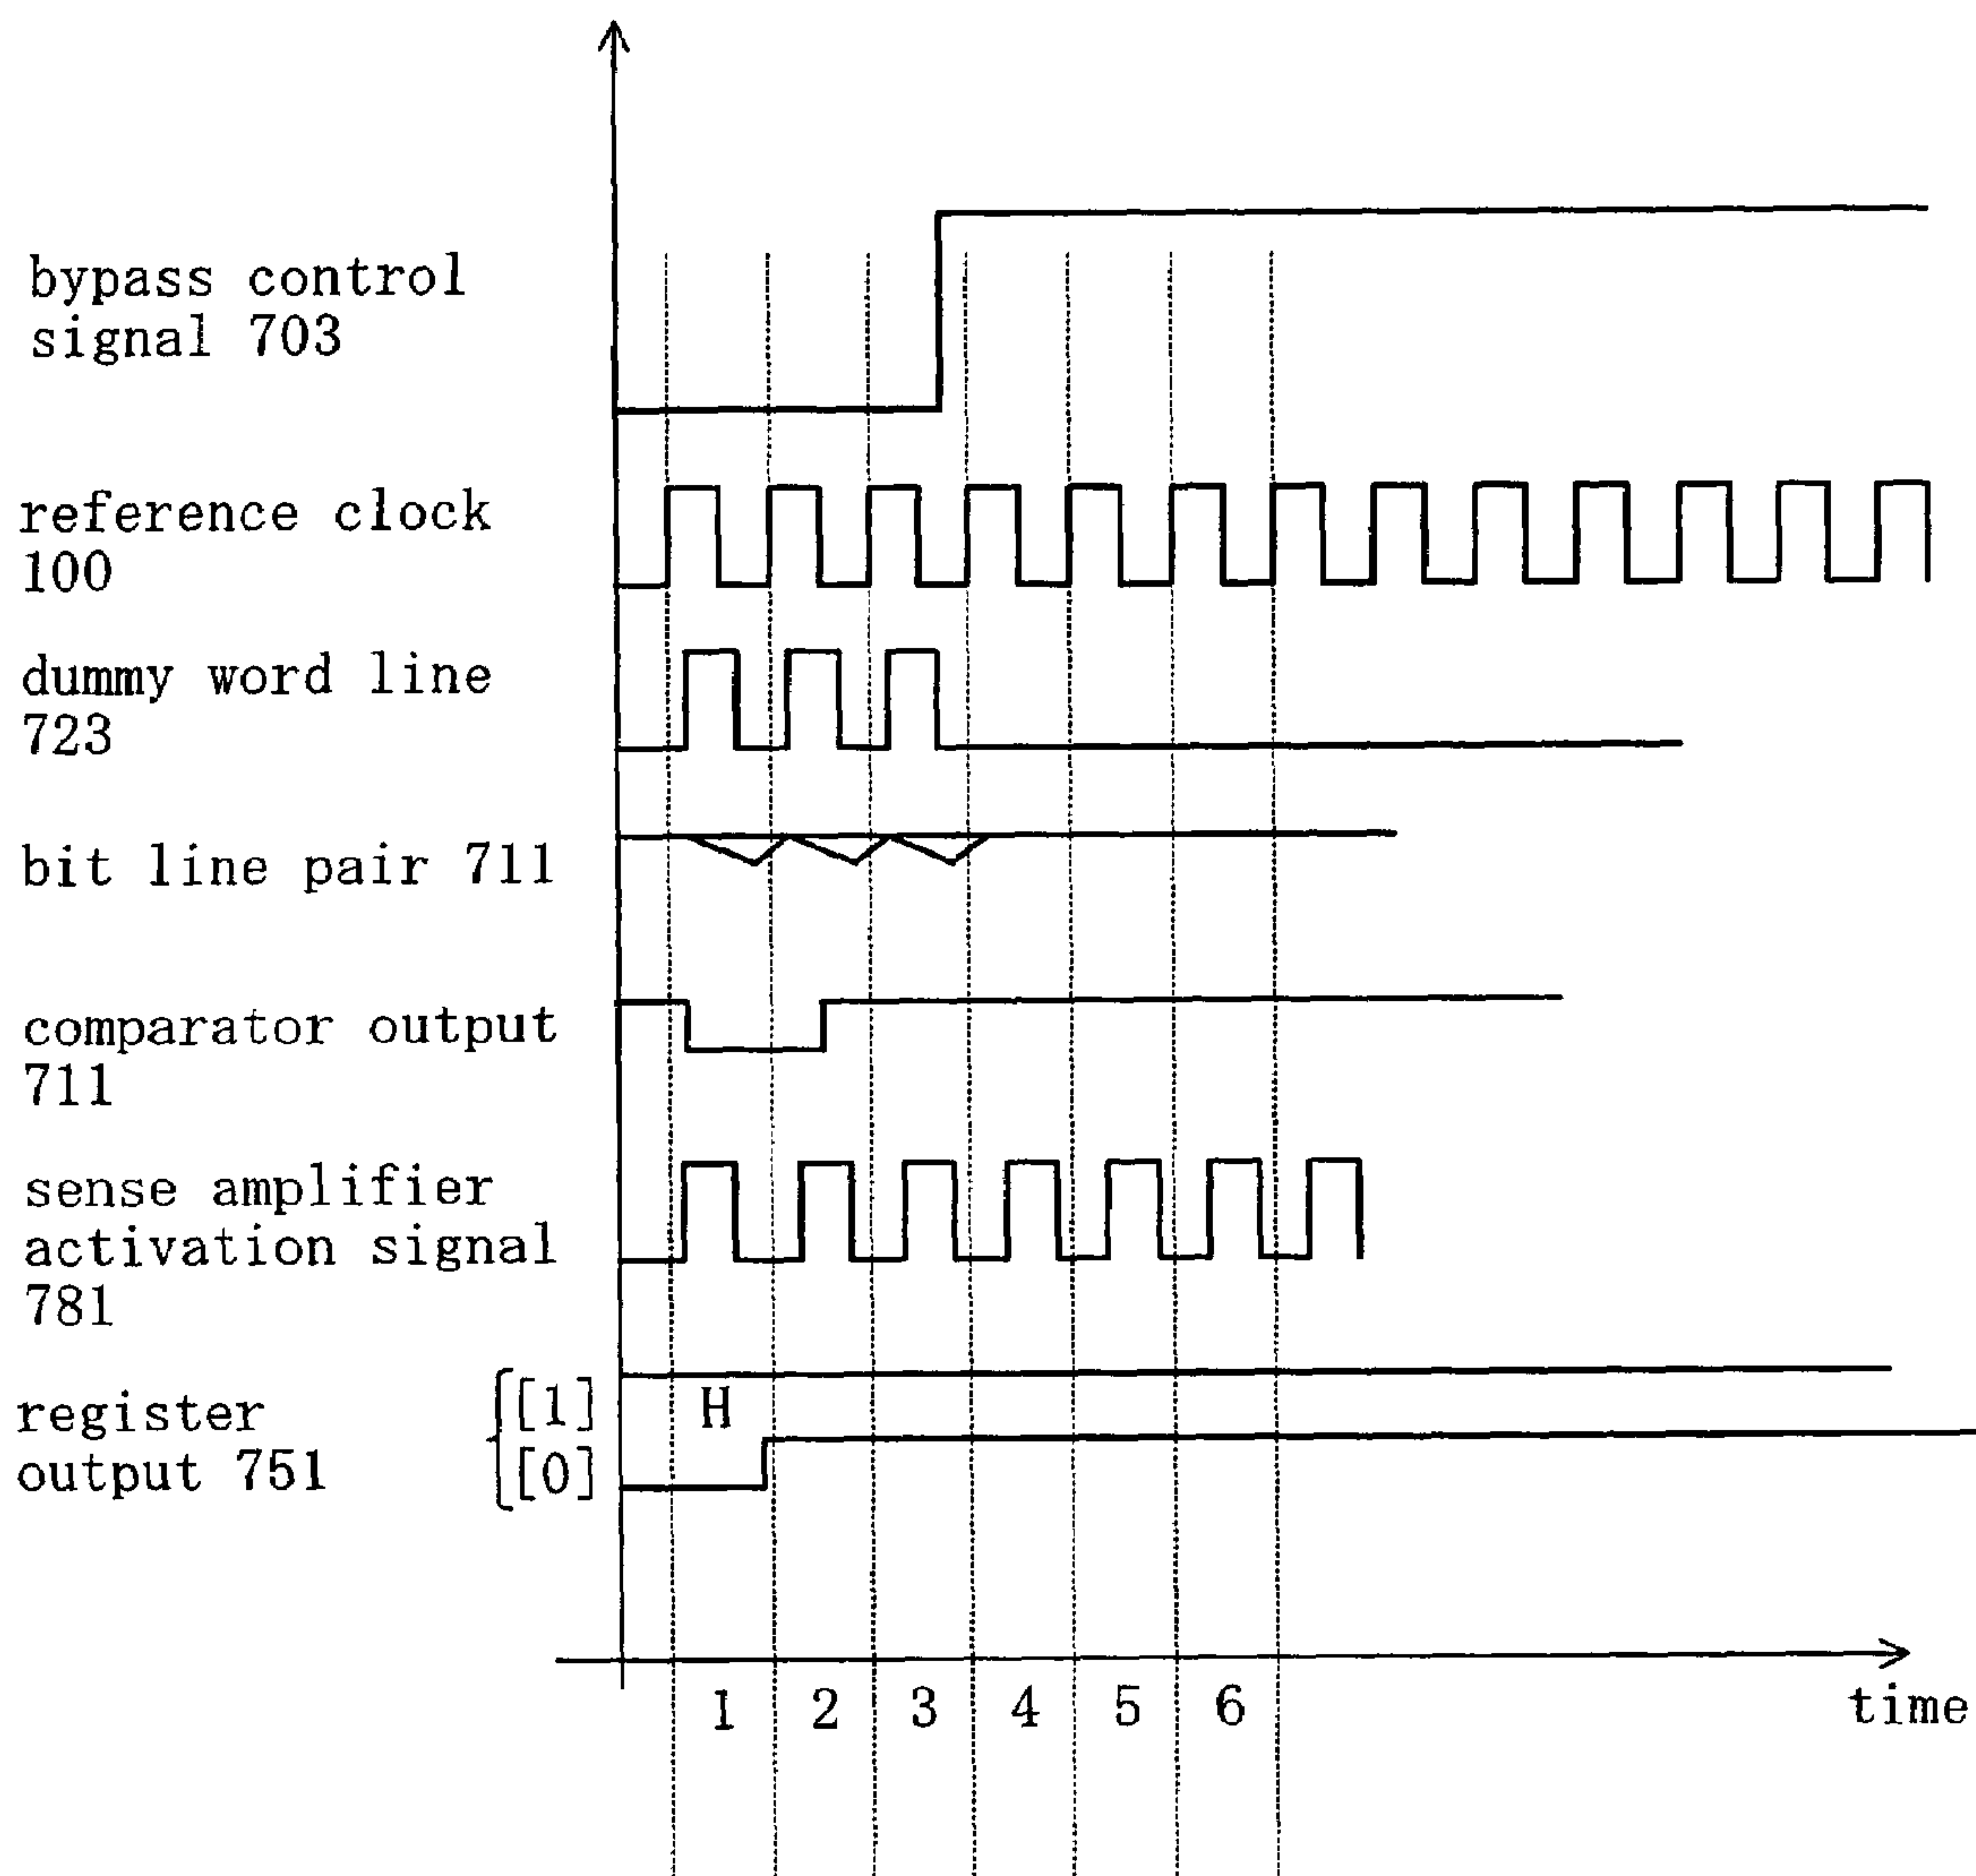 bypass control
signal 703
reference clock
100
dummy word line
723
bit line pair 711
comparator output
711
sense amplifier
activation signal
781
register
output 751
[1]
[0]
H
1 2 3 4 5 6
time